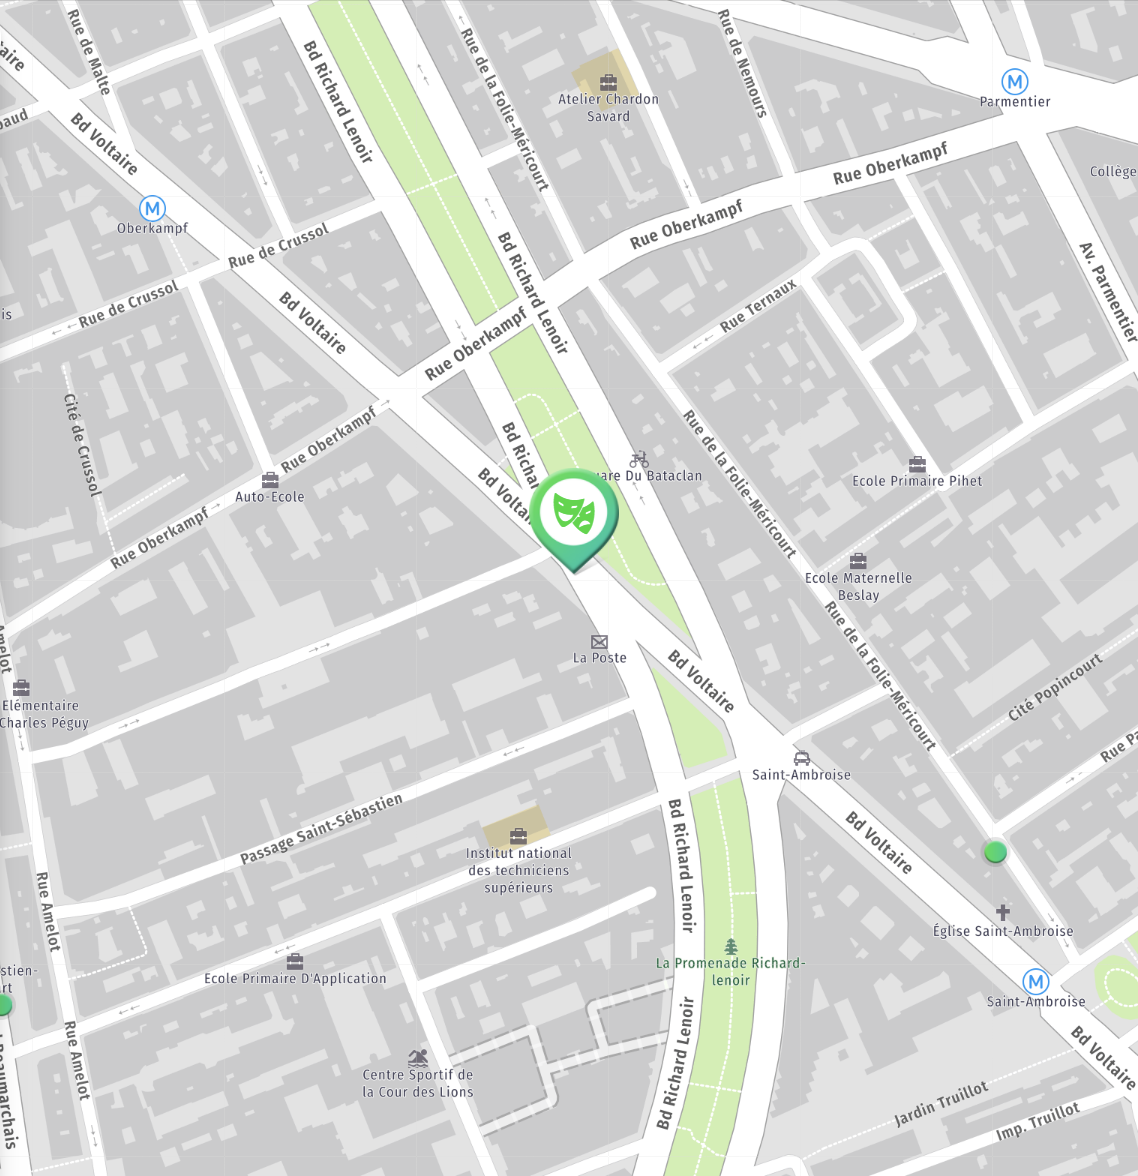 Rue de Malte
Bd Richard Lenoir
Rue de la Folie-Méricourt
Rue de Nemours
Atelier Chardon
Savard
M
Parmentier
Bd Voltaire
Rue Oberkampf
Collège
M
Oberkampf
Rue Oberkampf
Rue de Crussol
Bd Richard Lenoir
Av. Parmentier
Rue de Crussol
Bd Voltaire
Rue Ternaux
Rue Oberkampf
Cité de Crussol
Rue Oberkampf
Rue de la Folie-Méricourt
Du Bataclan
Ecole Primaire Pihet
Auto-Ecole
Rue Oberkampf
Ecole Maternelle
Beslay
Rue de la Folie-Méricourt
La Poste
Bd Voltaire
Cité Popincourt
Elémentaire
Charles Péguy
Saint-Ambroise
Passage Saint-Sébastien
Bd Richard Lenoir
Bd Voltaire
Institut national
des techniciens
supérieurs
Rue Amelot
Église Saint-Ambroise
Ecole Primaire D'Application
La Promenade Richard-
lenoir
M
Saint-Ambroise
Rue Amelot
Bd Richard Lenoir
Bd Voltaire
Centre Sportif de
la Cour des Lions
Jardin Truillot
Imp. Truillot